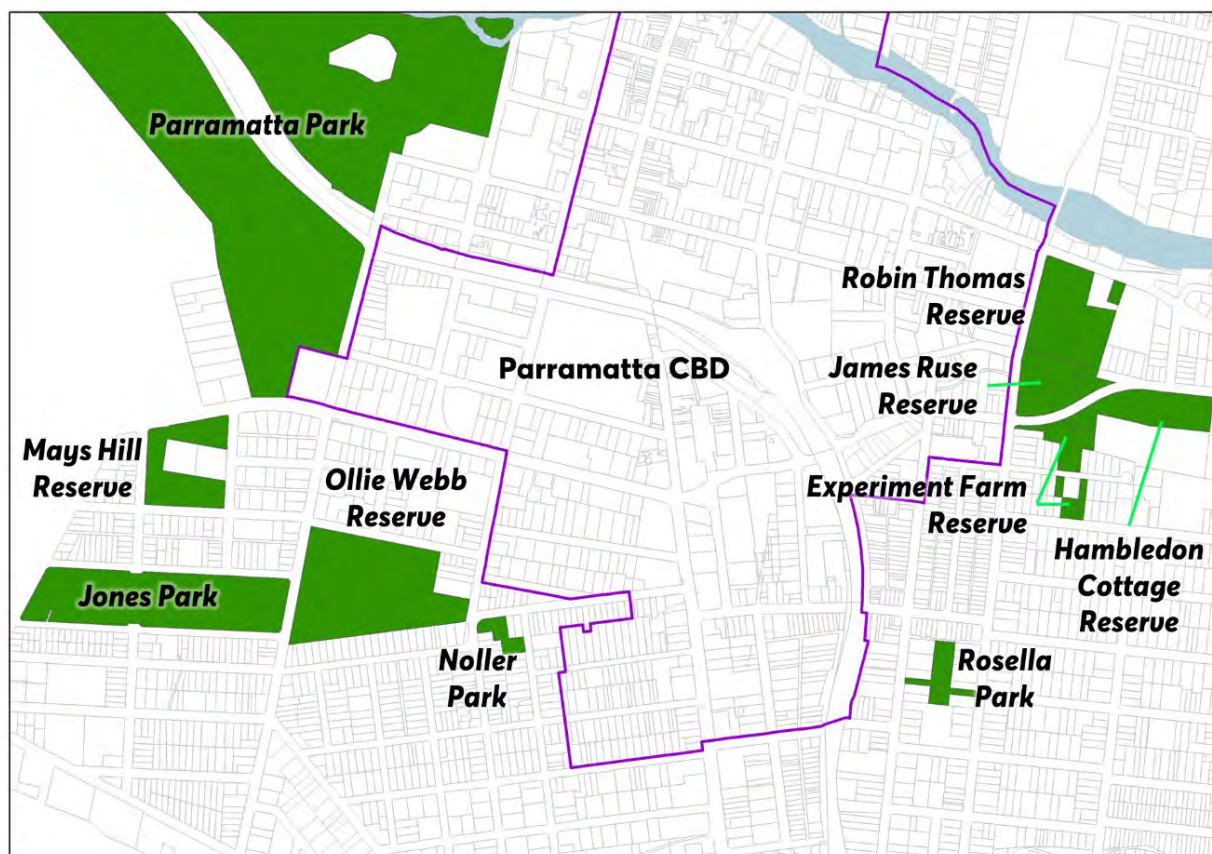 Parramatta Park
Robin Thomas
Reserve
Parramatta CBD
James Ruse
Reserve
Mays Hill
Reserve
Ollie Webb
Reserve
Experiment Farm
Reserve
Hambledon
Cottage
Reserve
Jones Park
Noller
Park
Rosella
Park